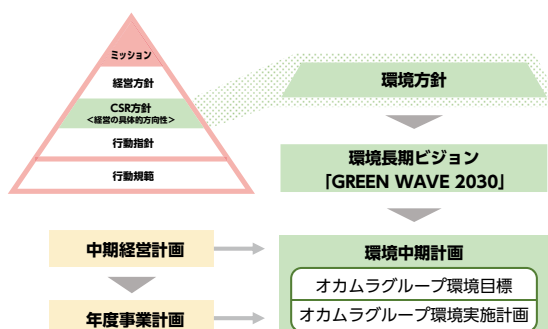 ミッション
経営方針
CSR方針
<経営の具体的方向性>
行動指針
行動規範
環境方針
環境長期ビジョン
「GREEN WAVE 2030」
中期経営計画
年度事業計画
環境中期計画
オカムラグループ環境目標
オカムラグループ環境実施計画